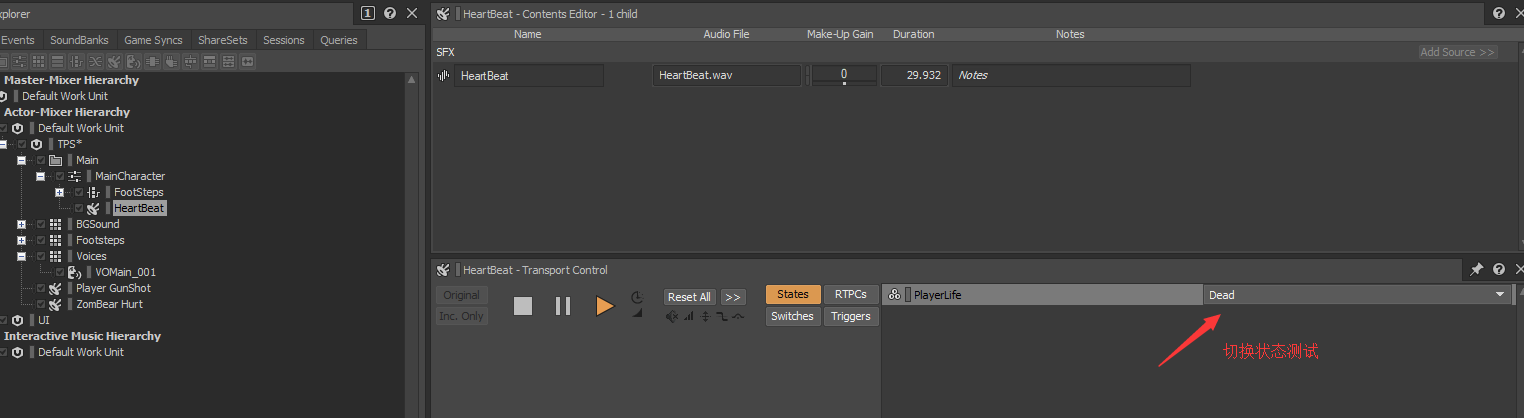 xplorer
1
Events SoundBanks Game Syncs ShareSets Sessions Queries
Master-Mixer Hierarchy
Default Work Unit
Actor-Mixer Hierarchy
Default Work Unit
TPS*
Main
MainCharacter
FootSteps
HeartBeat
BGSound
Footsteps
Voices
VOMain_001
Player GunShot
ZomBear Hurt
UI
Interactive Music Hierarchy
Default Work Unit
HeartBeat - Contents Editor - 1 child
Name Audio File Make-Up Gain Duration Notes
SFX Add Source >>
HeartBeat HeartBeat.wav 0 29.932 Notes
HeartBeat - Transport Control
Original Reset All >> States RTPCs PlayerLife Dead
Inc. Only Switches Triggers
切换状态测试